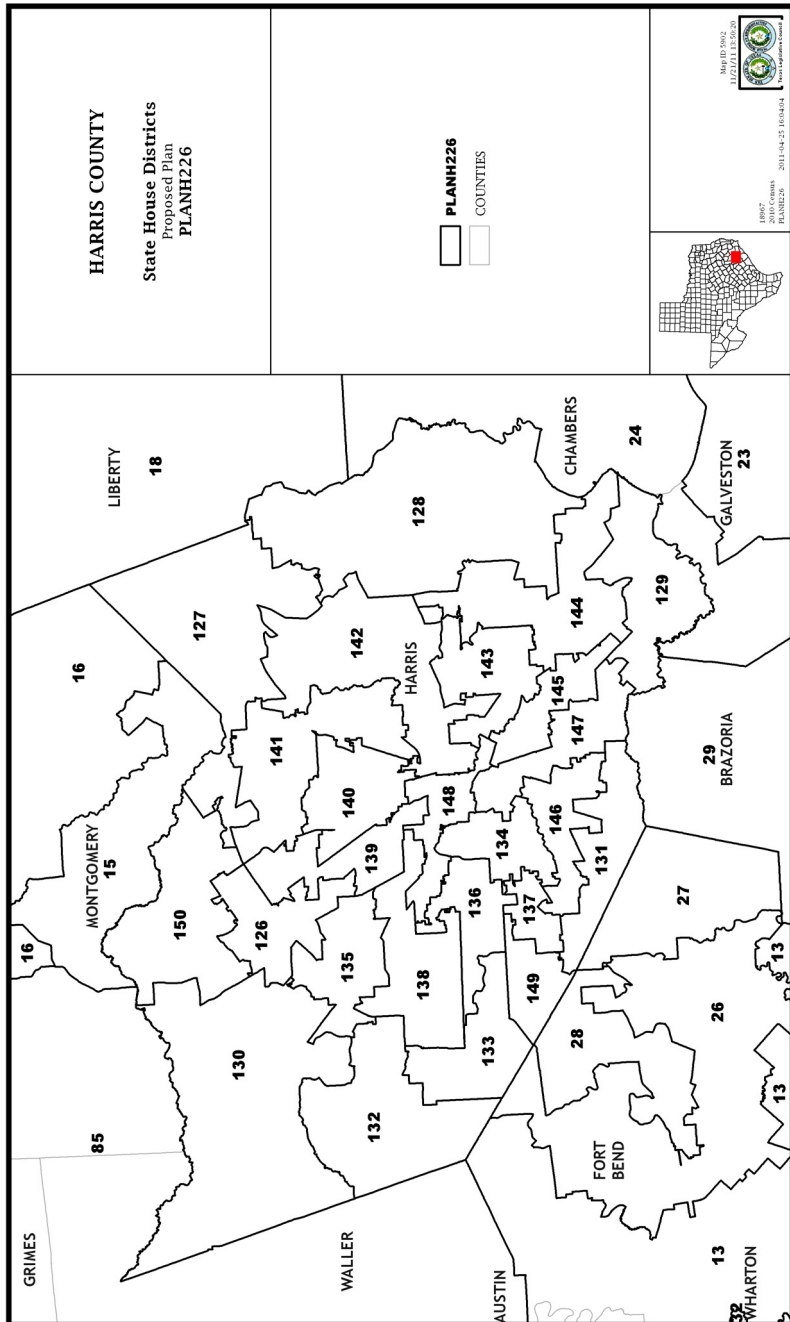 HARRIS COUNTY
State House Districts
Proposed Plan
PLANH226
PLANH226
COUNTIES
Map ID 5902
11/21/11 13:50:20
Texas Legislative Council
18967
2010 Census
PLANH226
2011-04-25 16:04:04
GRIMES
85
16
MONTGOMERY
15
16
LIBERTY
18
150
127
130
126
141
142
128
135
140
139
132
138
148
HARRIS
143
WALLER
133
136
134
137
149
146
131
147
145
144
129
CHAMBERS
24
GALVESTON
23
28
FORT
BEND
26
27
29
BRAZORIA
AUSTIN
13
13
13
WHARTON